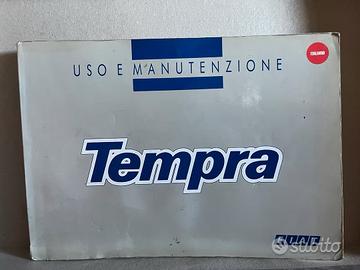 USO E MANUTENZIONE
ITALIANO
Tempra
FIAT
subito